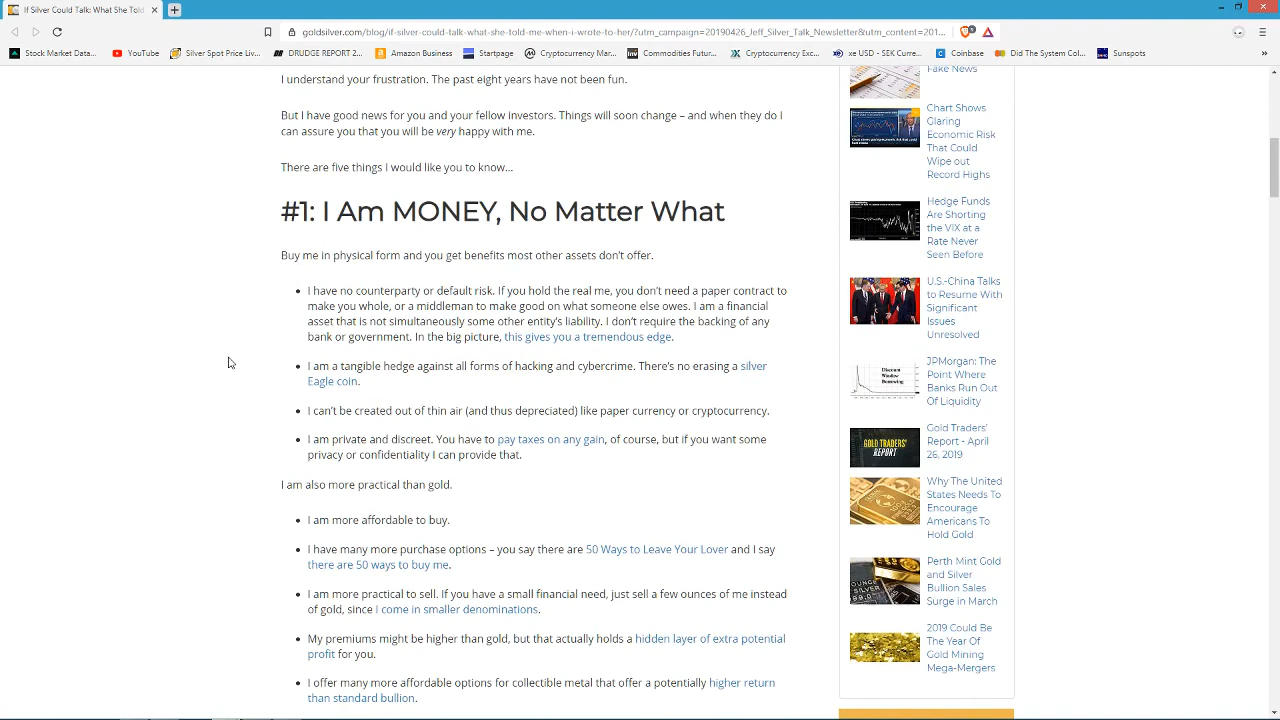 If Silver Could Talk: What She Told
goldsilver.com/blog/if-silver-could-talk-what-she-told-me-when-i-wrote-to-her/?utm_campaign=20190426_Jeff_Silver_Talk_Newsletter&utm_content=201...
Stock Market Data...
YouTube
Silver Spot Price Liv...
HEDGE REPORT 2...
Amazon Business
Startpage
Cryptocurrency Mar...
Inv
Commodities Futur...
Cryptocurrency Exc...
xe USD - SEK Curre...
Coinbase
Did The System Col...
Sunspots
I understand your frustration. The past eight years have not been fun.
But I have good news for you and your fellow investors. Things will change – and when they do I
can assure you that you will be very happy with me.
There are five things I would like you to know…
#1: I Am MONEY, No Matter What
Buy me in physical form and you get benefits most other assets don't offer.
I have no counterparty or default risk. If you hold the real me, you don't need a paper contract to
make you whole, or a middleman to make good on what someone else owes. I am a financial
asset that is not simultaneously some other entity's liability. I don't require the backing of any
bank or government. In the big picture, this gives you a tremendous edge.
I am a tangible hedge against all forms of hacking and cybercrime. There's no erasing a silver
Eagle coin.
I can't be created out of thin air (and thus depreciated) like paper currency or cryptocurrency.
I am private and discreet. You have to pay taxes on any gain, of course, but if you want some
privacy or confidentiality I can provide that.
I am also more practical than gold.
I am more affordable to buy.
I have many more purchase options – you say there are 50 Ways to Leave Your Lover and I say
there are 50 ways to buy me.
I am more practical to sell. If you have a small financial need, just sell a few ounces of me instead
of gold, since I come in smaller denominations.
My premiums might be higher than gold, but that actually holds a hidden layer of extra potential
profit for you.
I offer many more affordable options for collectible metal that offer a potentially higher return
than standard bullion.
Fake News
Chart Shows
Glaring
Economic Risk
That Could
Wipe out
Record Highs
Hedge Funds
Are Shorting
the VIX at a
Rate Never
Seen Before
U.S.-China Talks
to Resume With
Significant
Issues
Unresolved
Discount
Window
Borrowing
JPMorgan: The
Point Where
Banks Run Out
Of Liquidity
GOLD TRADERS'
REPORT
Gold Traders'
Report - April
26, 2019
Why The United
States Needs To
Encourage
Americans To
Hold Gold
Perth Mint Gold
and Silver
Bullion Sales
Surge in March
2019 Could Be
The Year Of
Gold Mining
Mega-Mergers